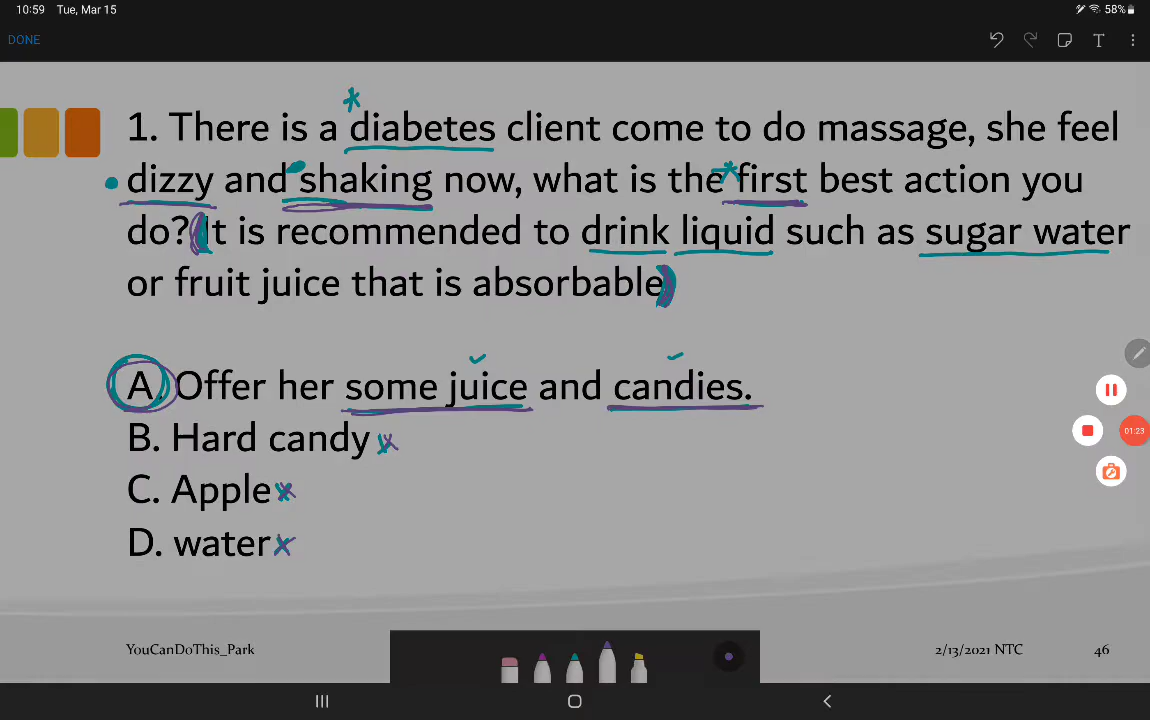 10:59 Tue, Mar 15 58%
DONE T
1. There is a diabetes client come to do massage, she feel
dizzy and shaking now, what is the first best action you
do? It is recommended to drink liquid such as sugar water
or fruit juice that is absorbable)
A. Offer her some juice and candies.
B. Hard candy x
C. Apple x
D. water x
01:23
YouCanDoThis_Park 2/13/2021 NTC 46